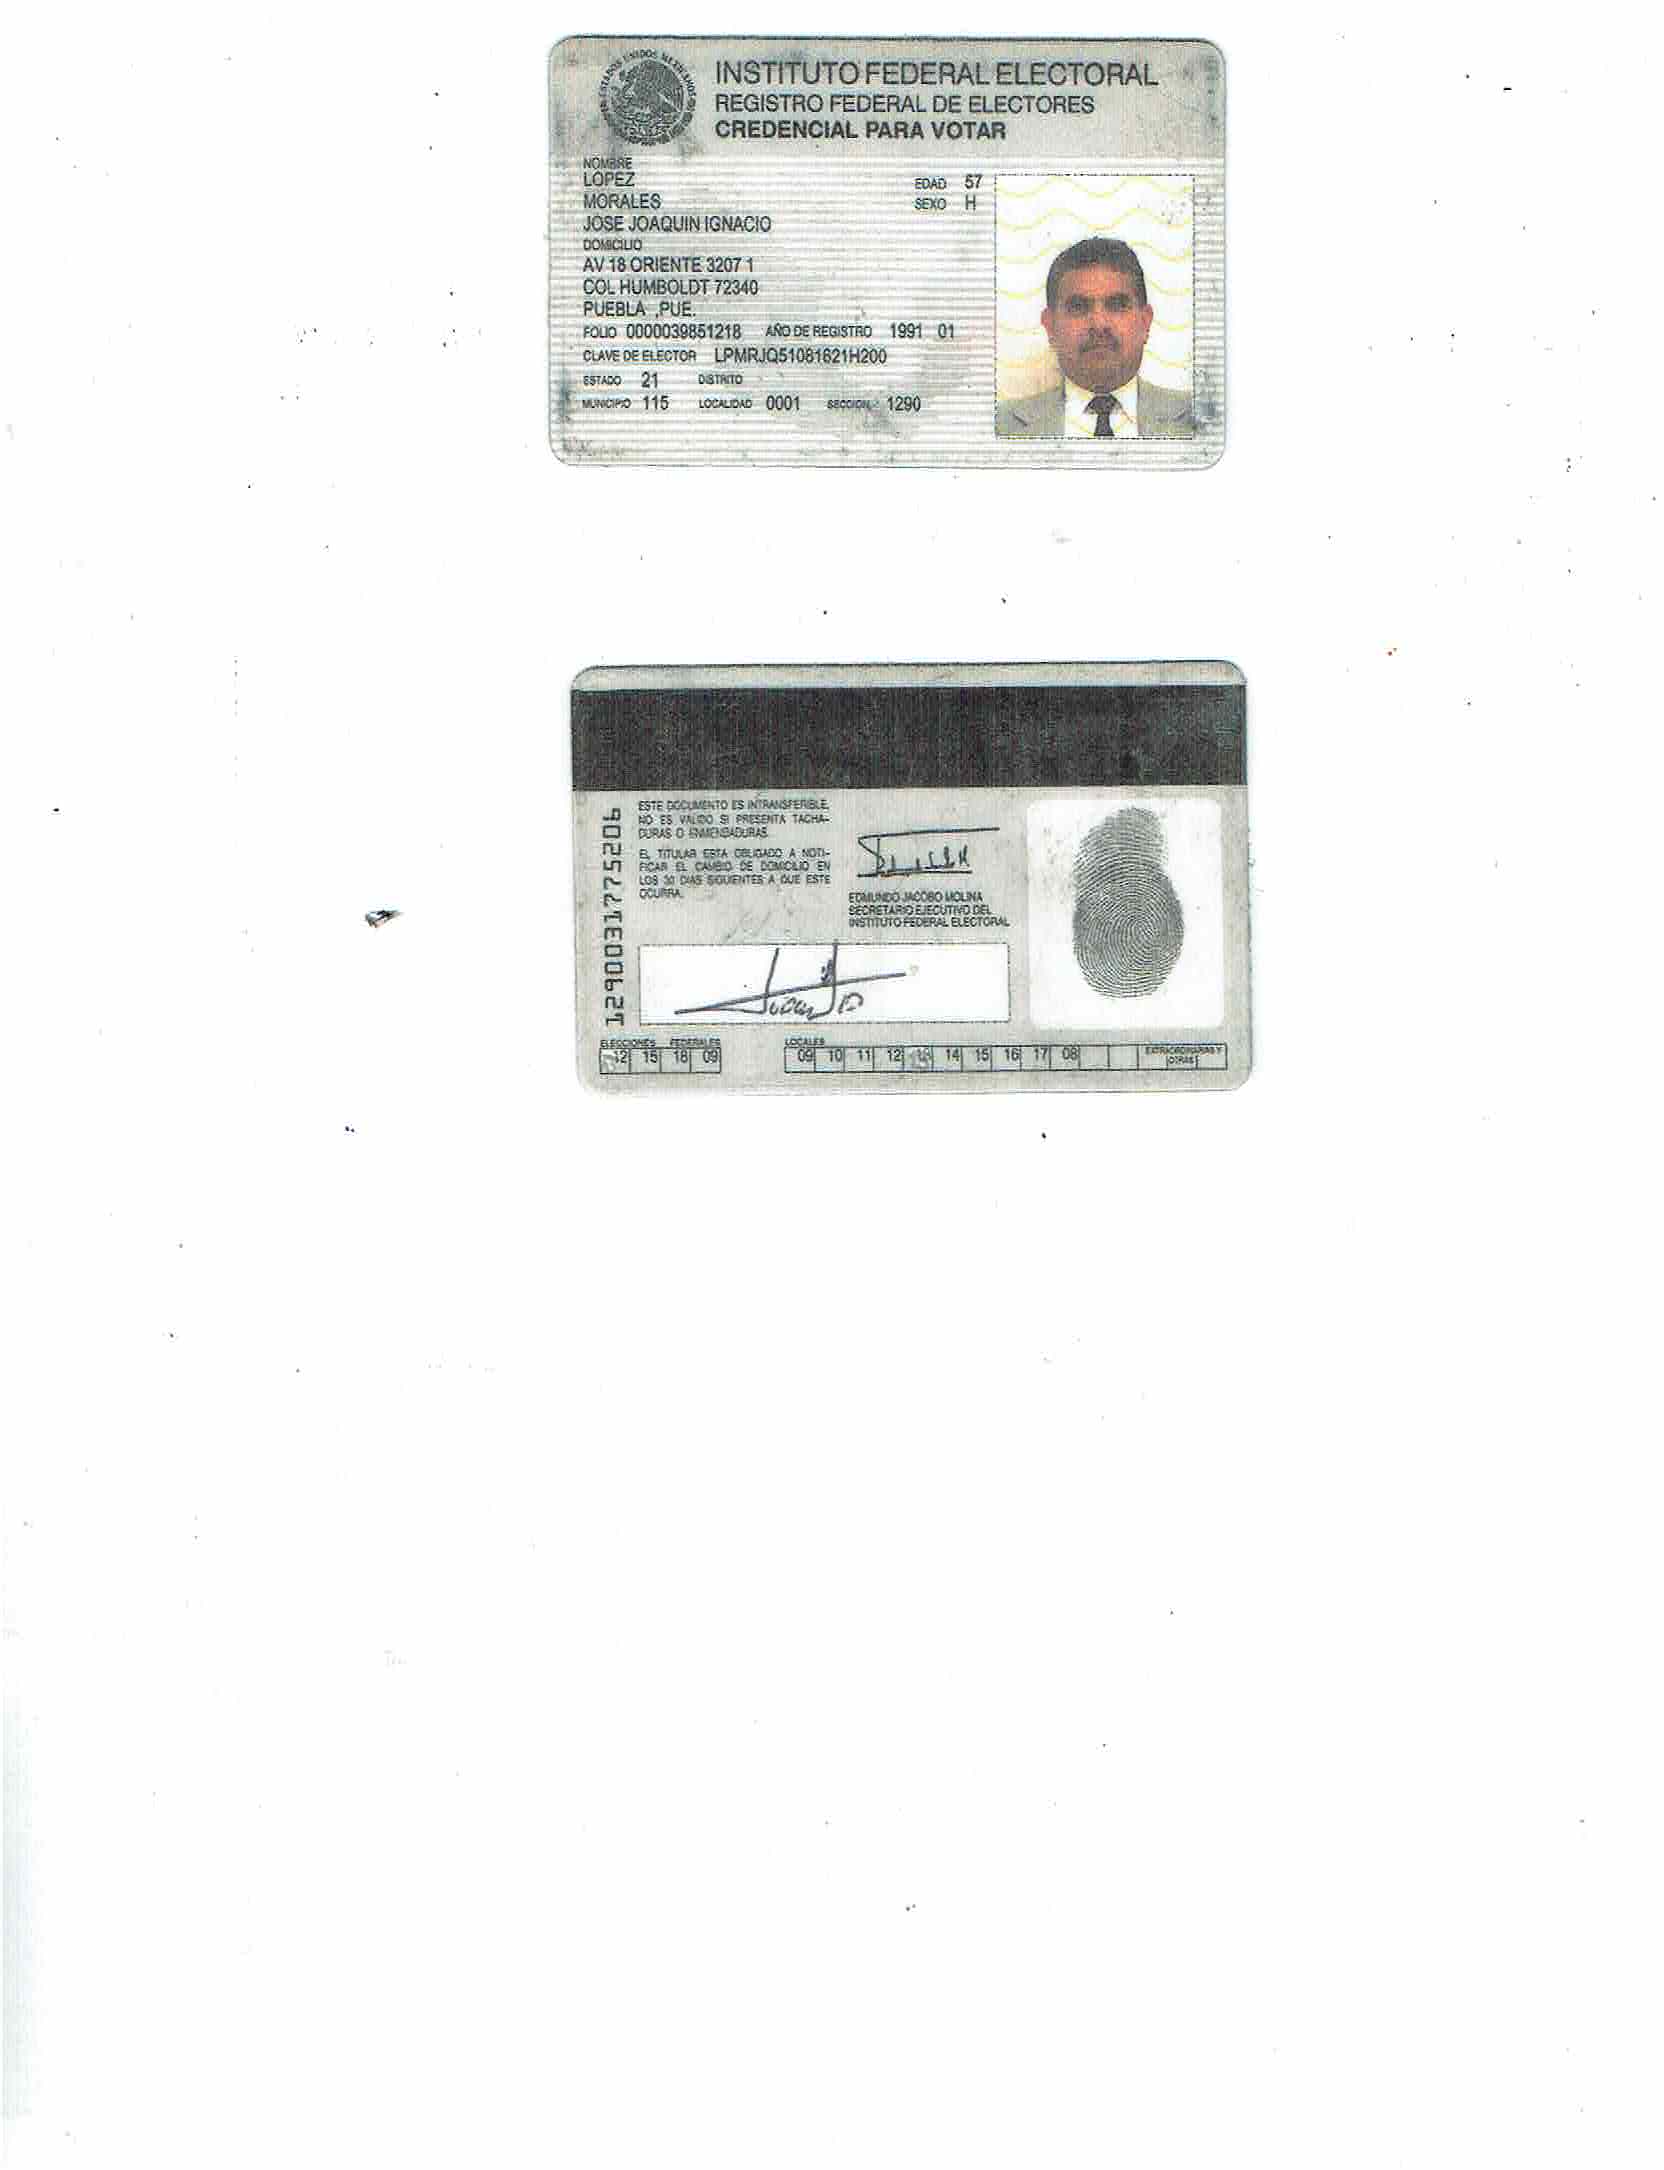 ESTADOS UNIDOS MEXICANOS
INSTITUTO FEDERAL ELECTORAL
REGISTRO FEDERAL DE ELECTORES
CREDENCIAL PARA VOTAR
NOMBRE
LOPEZ
EDAD 57
MORALES
SEXO H
JOSE JOAQUIN IGNACIO
DOMICILIO
AV 18 ORIENTE 3207 1
COL HUMBOLDT 72340
PUEBLA ,PUE.
FOLIO 0000039851218 AÑO DE REGISTRO 1991 01
CLAVE DE ELECTOR LPMRJQ51081621H200
ESTADO 21 DISTRITO
MUNICIPIO 115 LOCALIDAD 0001 SECCION 1290
1290031775206
ESTE DOCUMENTO ES INTRANSFERIBLE,
NO ES VALIDO SI PRESENTA TACHA-
DURAS O ENMENDADURAS.
EL TITULAR ESTA OBLIGADO A NOTI-
FICAR EL CAMBIO DE DOMICILIO EN
LOS 30 DIAS SIGUIENTES A QUE ESTE
OCURRA.
EDMUNDO JACOBO MOLINA
SECRETARIO EJECUTIVO DEL
INSTITUTO FEDERAL ELECTORAL
ELECCIONES FEDERALES
12 15 18 09
LOCALES
09 10 11 12 13 14 15 16 17 08
EXTRAORDINARIAS Y
OTRAS